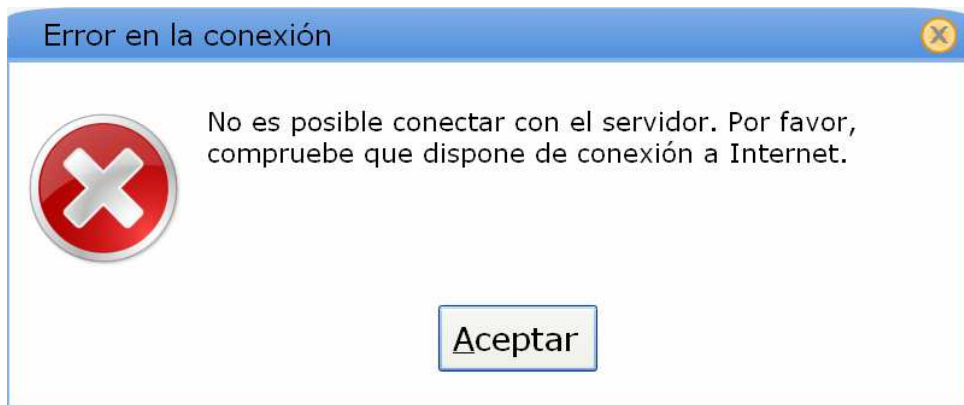 Error en la conexión
No es posible conectar con el servidor. Por favor,
compruebe que dispone de conexión a Internet.
Aceptar